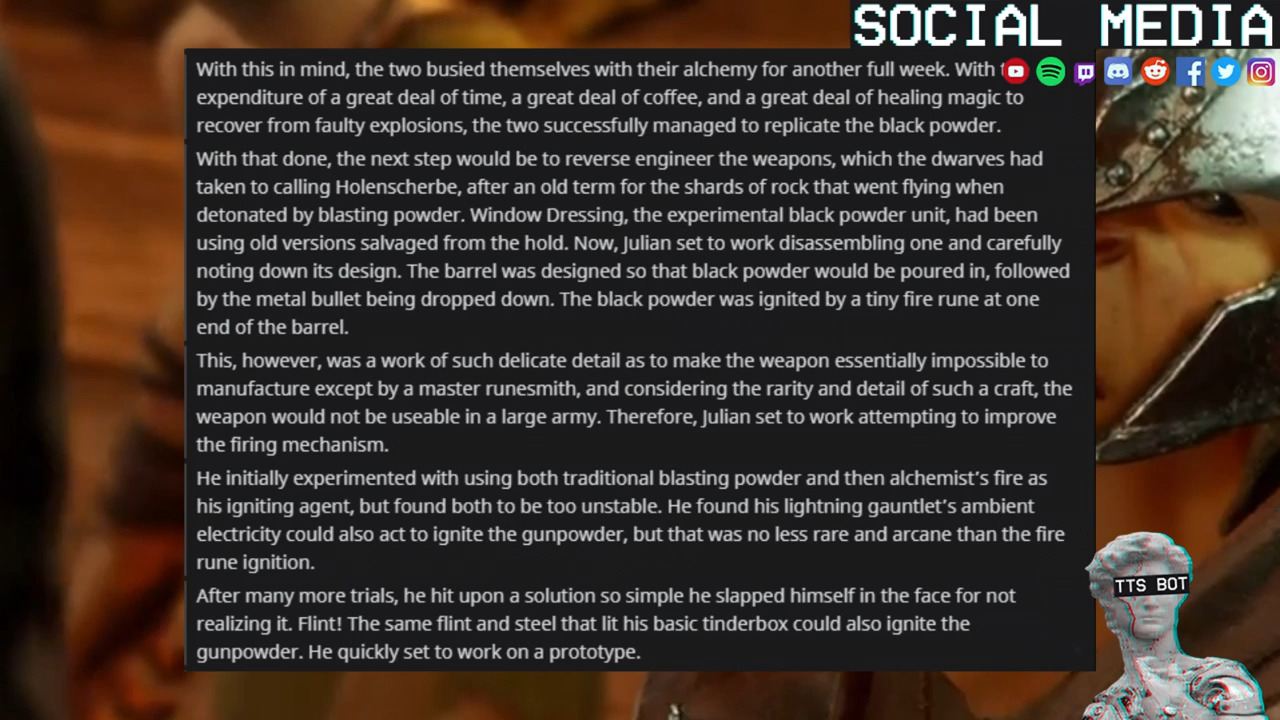 SOCIAL MEDIA
With this in mind, the two busied themselves with their alchemy for another full week. With
expenditure of a great deal of time, a great deal of coffee, and a great deal of healing magic to
recover from faulty explosions, the two successfully managed to replicate the black powder.
With that done, the next step would be to reverse engineer the weapons, which the dwarves had
taken to calling Holenscherbe, after an old term for the shards of rock that went flying when
detonated by blasting powder. Window Dressing, the experimental black powder unit, had been
using old versions salvaged from the hold. Now, Julian set to work disassembling one and carefully
noting down its design. The barrel was designed so that black powder would be poured in, followed
by the metal bullet being dropped down. The black powder was ignited by a tiny fire rune at one
end of the barrel.
This, however, was a work of such delicate detail as to make the weapon essentially impossible to
manufacture except by a master runesmith, and considering the rarity and detail of such a craft, the
weapon would not be useable in a large army. Therefore, Julian set to work attempting to improve
the firing mechanism.
He initially experimented with using both traditional blasting powder and then alchemist's fire as
his igniting agent, but found both to be too unstable. He found his lightning gauntlet's ambient
electricity could also act to ignite the gunpowder, but that was no less rare and arcane than the fire
rune ignition.
After many more trials, he hit upon a solution so simple he slapped himself in the face for not
realizing it. Flint! The same flint and steel that lit his basic tinderbox could also ignite the
gunpowder. He quickly set to work on a prototype.
TTS BOT